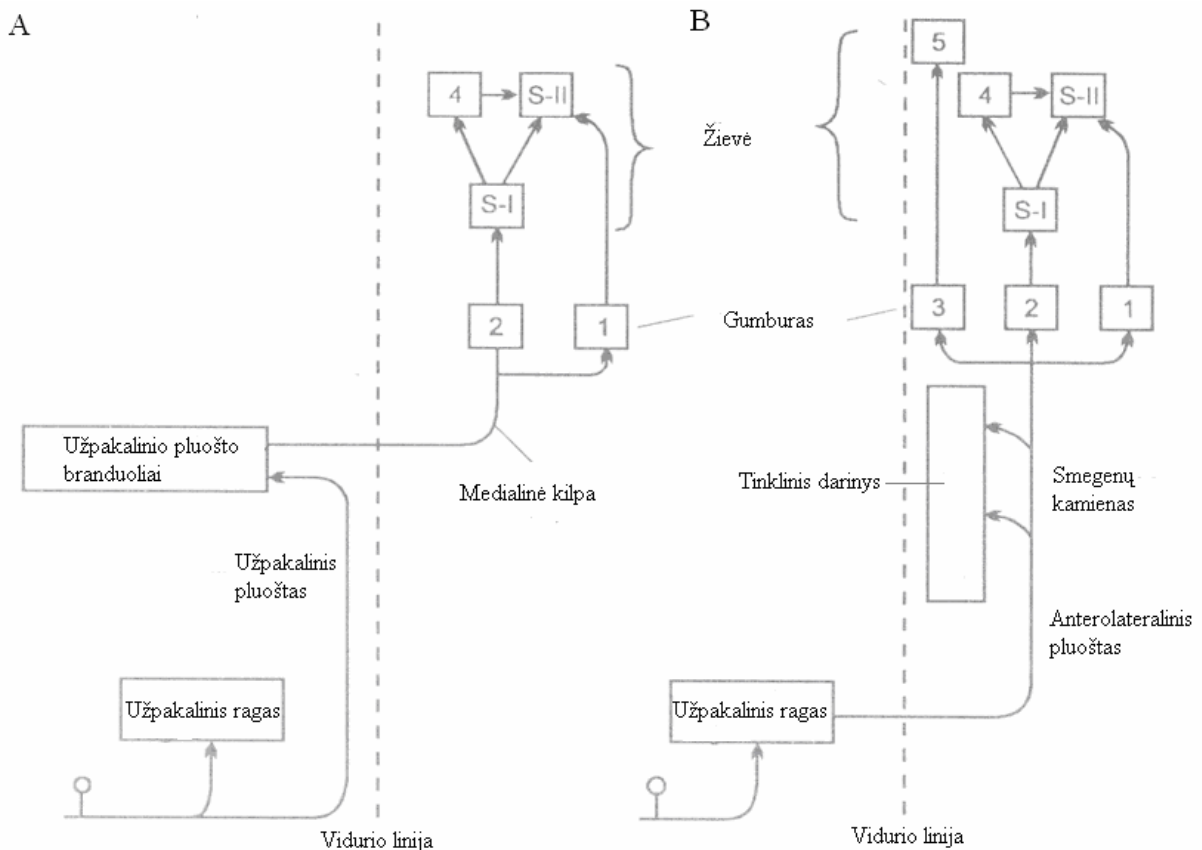 A
4
S-II
S-I
2
1
Užpakalinio pluošto
branduoliai
Medialinė kilpa
Užpakalinis
pluoštas
Užpakalinis ragas
Vidurio linija
Žievė
Gumburas
B
5
4
S-II
S-I
3
2
1
Tinklinis darinys
Smegenų
kamienas
Anterolateralinis
pluoštas
Užpakalinis ragas
Vidurio linija